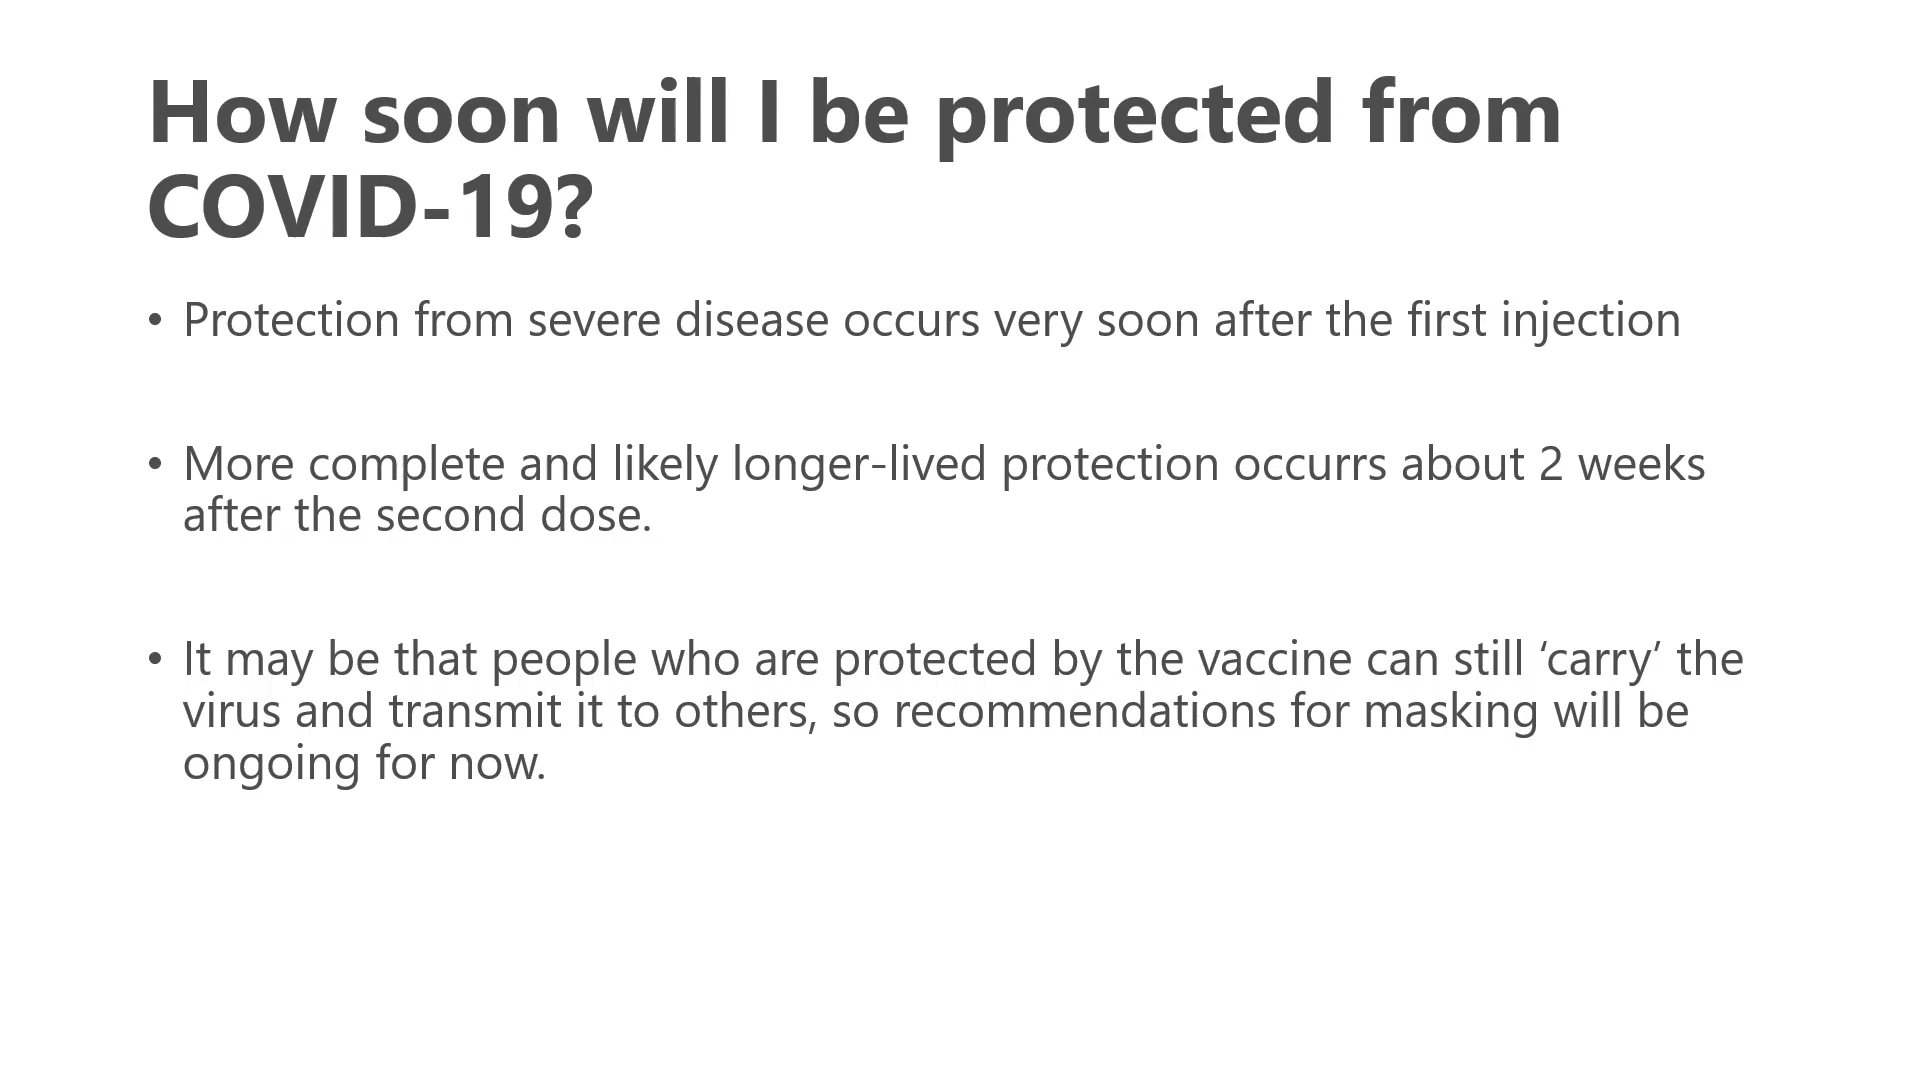 How soon will I be protected from
COVID-19?
• Protection from severe disease occurs very soon after the first injection
• More complete and likely longer-lived protection occurrs about 2 weeks
after the second dose.
• It may be that people who are protected by the vaccine can still ‘carry’ the
virus and transmit it to others, so recommendations for masking will be
ongoing for now.